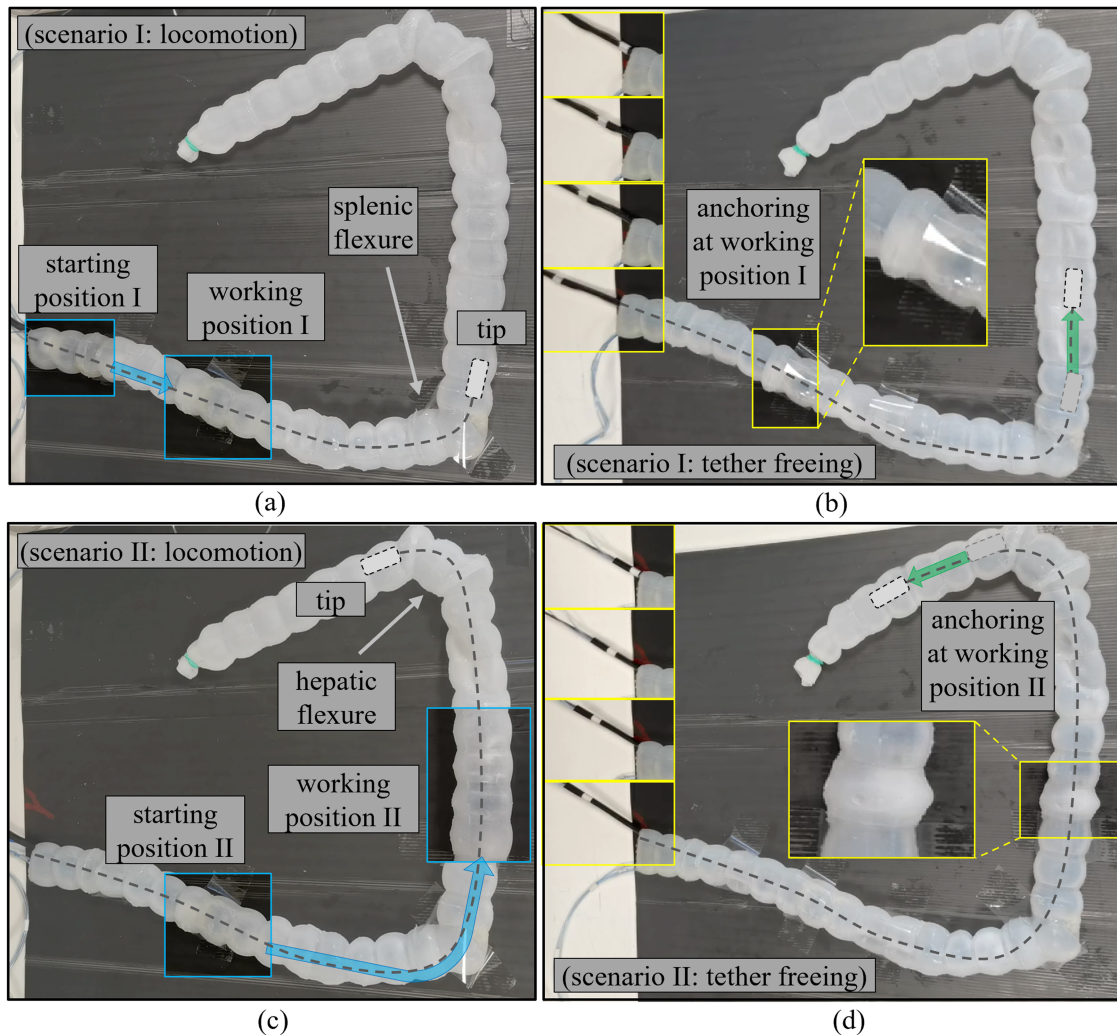 (scenario I: locomotion)
splenic
flexure
starting
position I
working
position I
tip
(a)
anchoring
at working
position I
(scenario I: tether freeing)
(b)
(scenario II: locomotion)
tip
hepatic
flexure
working
position II
starting
position II
(c)
anchoring
at working
position II
(scenario II: tether freeing)
(d)